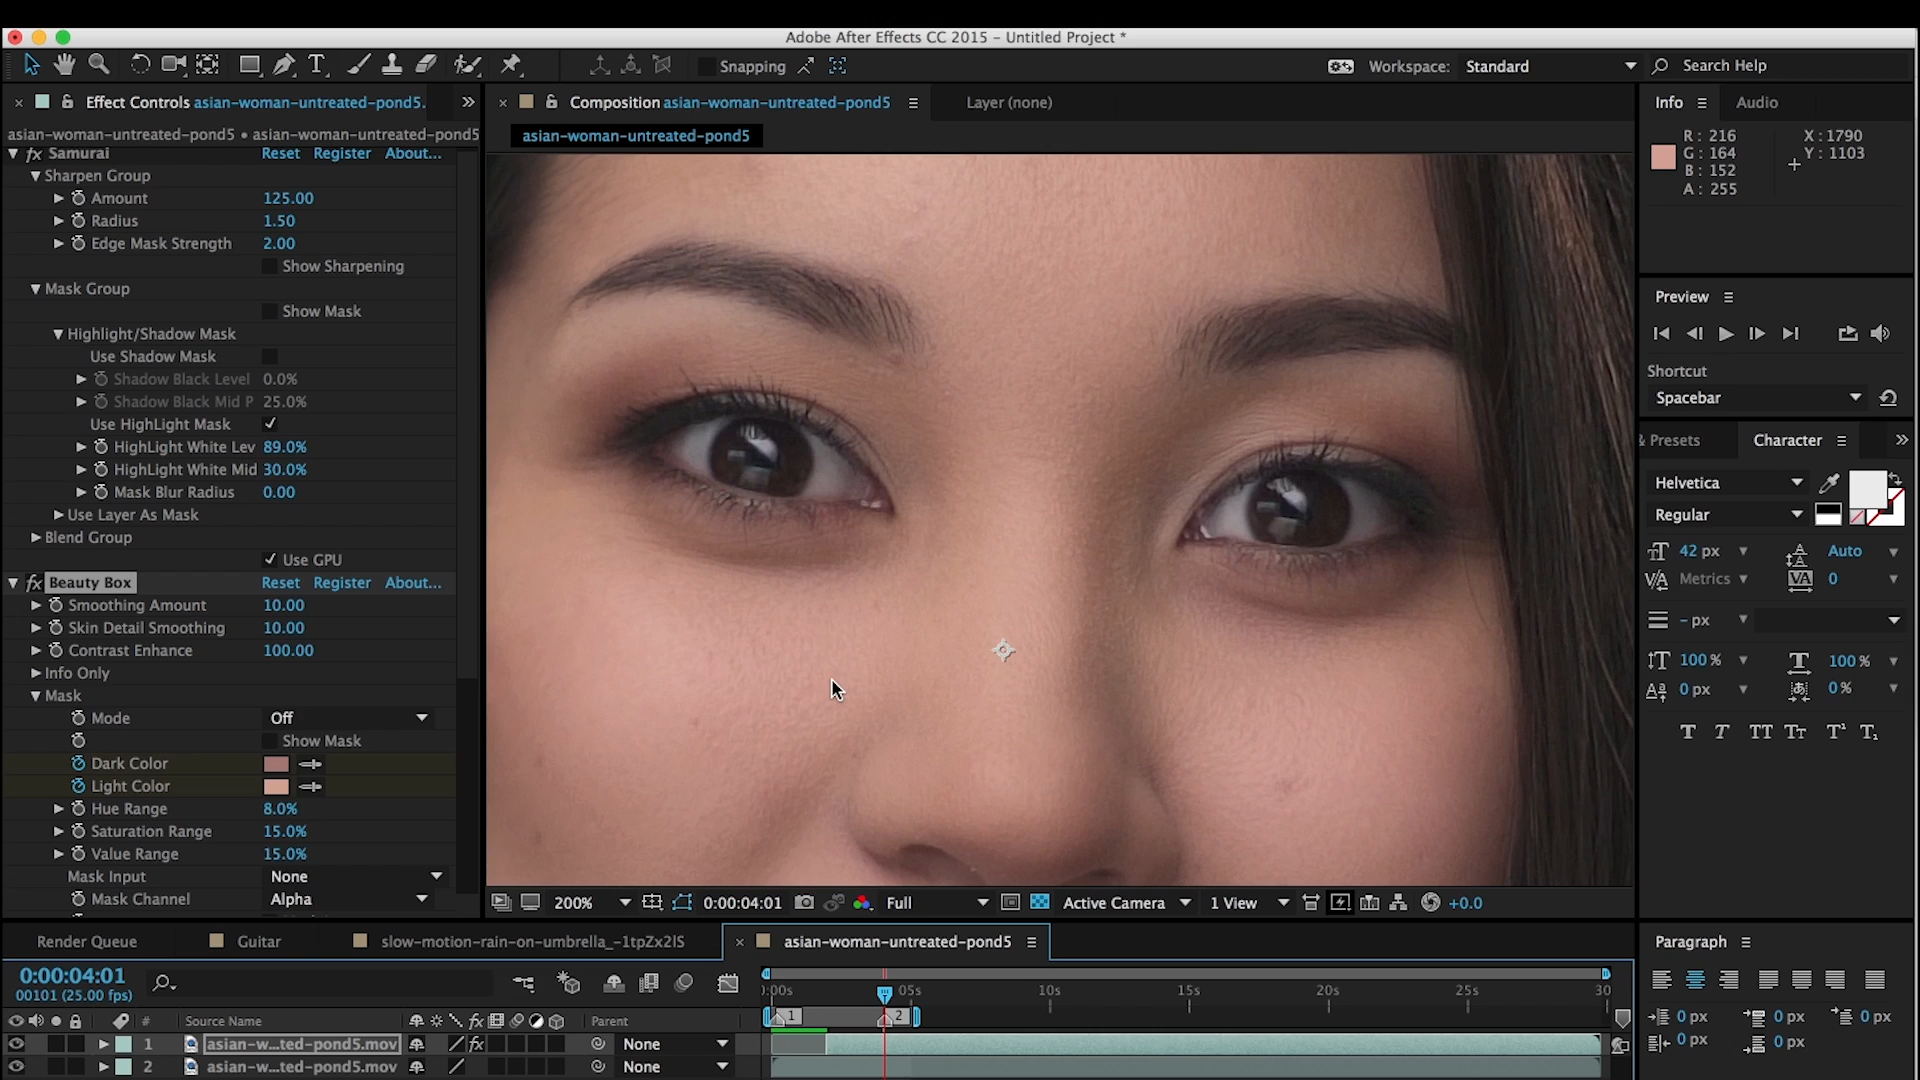 Adobe After Effects CC 2015 - Untitled Project *
Snapping
Workspace: Standard
Search Help
Effect Controls asian-woman-untreated-pond5.
asian-woman-untreated-pond5 • asian-woman-untreated-pond5
fx Samurai Reset Register About...
Sharpen Group
Amount 125.00
Radius 1.50
Edge Mask Strength 2.00
Show Sharpening
Mask Group
Show Mask
Highlight/Shadow Mask
Use Shadow Mask
Shadow Black Level 0.0%
Shadow Black Mid P 25.0%
Use HighLight Mask
HighLight White Lev 89.0%
HighLight White Mid 30.0%
Mask Blur Radius 0.00
Use Layer As Mask
Blend Group
Use GPU
fx Beauty Box Reset Register About...
Smoothing Amount 10.00
Skin Detail Smoothing 10.00
Contrast Enhance 100.00
Info Only
Mask
Mode Off
Show Mask
Dark Color
Light Color
Hue Range 8.0%
Saturation Range 15.0%
Value Range 15.0%
Mask Input None
Mask Channel Alpha
Composition asian-woman-untreated-pond5
Layer (none)
asian-woman-untreated-pond5
200% 0:00:04:01 Full Active Camera 1 View +0.0
Info Audio
R: 216 X: 1790
G: 164 Y: 1103
B: 152
A: 255
Preview
Shortcut
Spacebar
& Presets Character
Helvetica
Regular
42 px Auto
Metrics 0
- px
100 % 100 %
0 px 0 %
T T TT Tt T¹ T₁
Render Queue Guitar slow-motion-rain-on-umbrella_-1tpZx2lS asian-woman-untreated-pond5
0:00:04:01
00101 (25.00 fps)
:00s 05s 10s 15s 20s 25s 30
1 2
# Source Name fx Parent
1 asian-w...ted-pond5.mov fx None
2 asian-w...ted-pond5.mov None
Paragraph
0 px 0 px 0 px
0 px 0 px